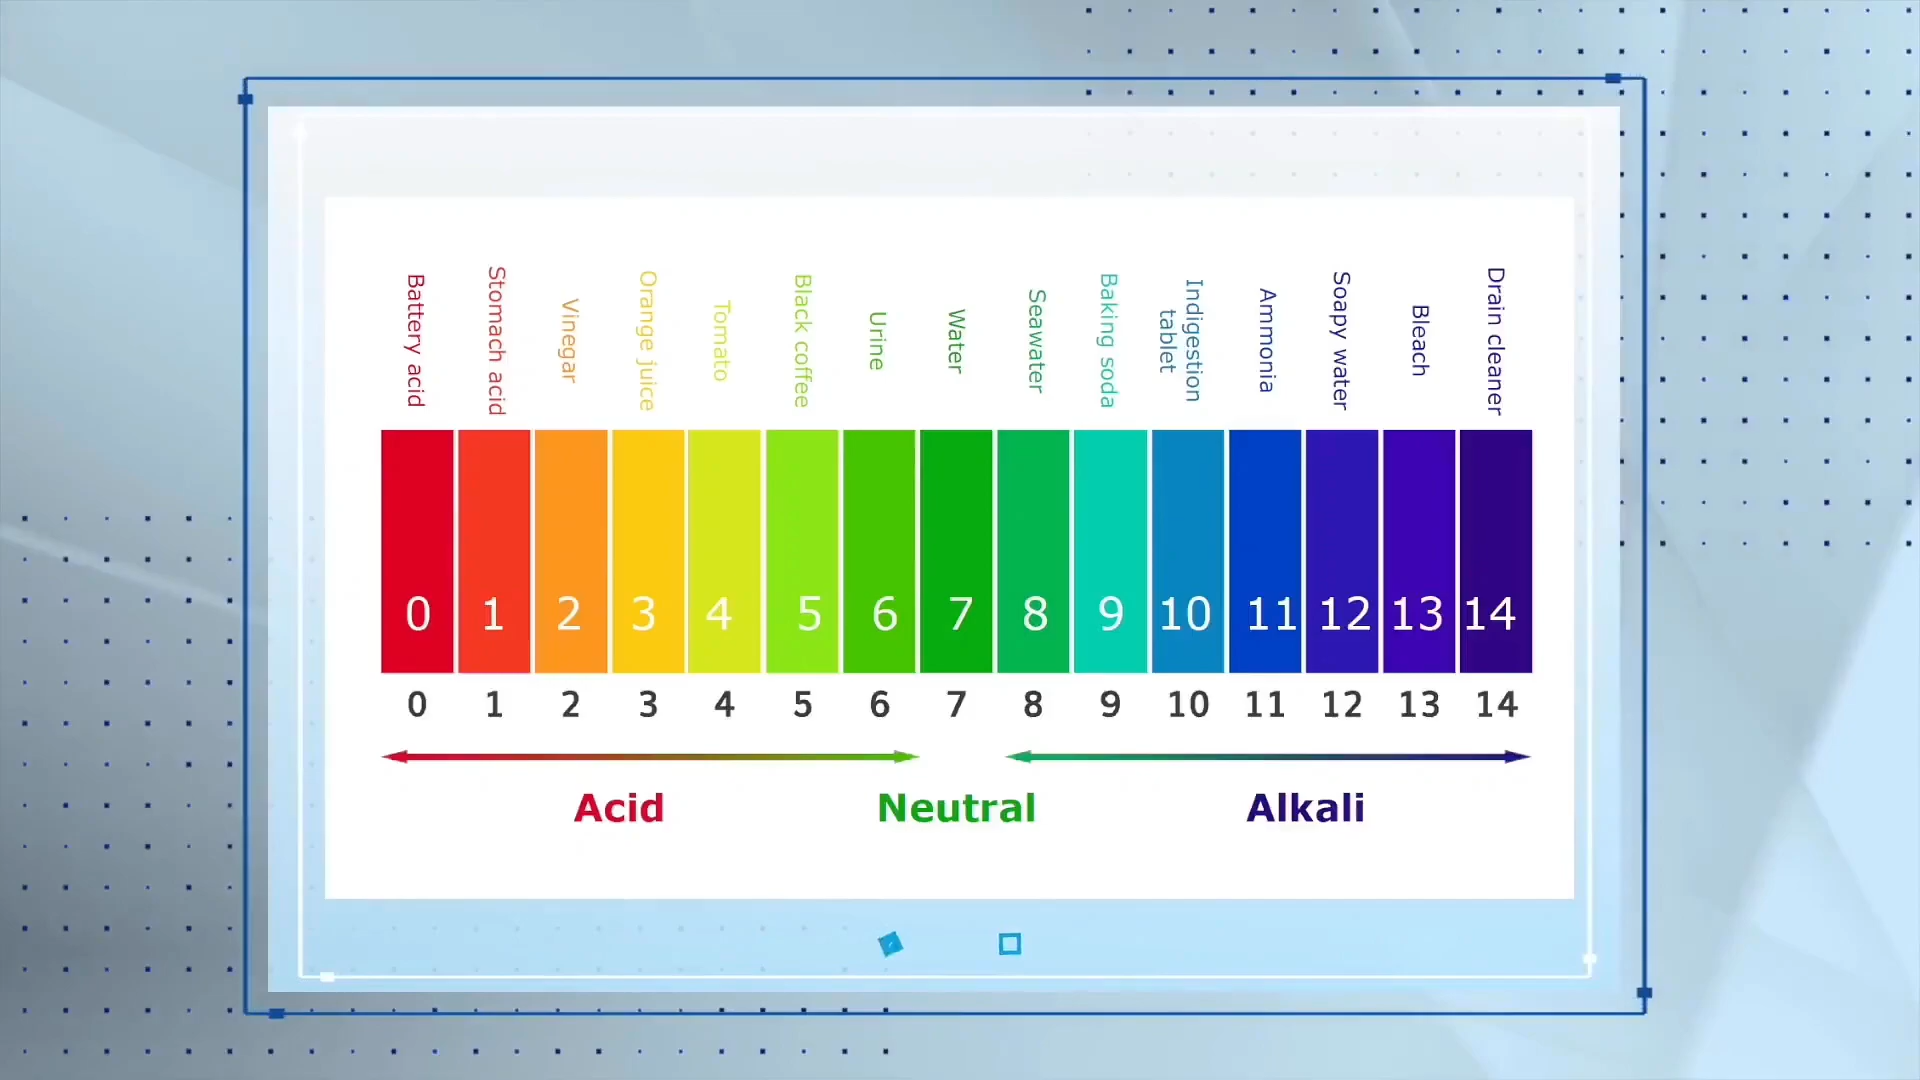 Battery acid
Stomach acid
Vinegar
Orange juice
Tomato
Black coffee
Urine
Water
Seawater
Baking soda
Indigestion
tablet
Ammonia
Soapy water
Bleach
Drain cleaner
0 1 2 3 4 5 6 7 8 9 10 11 12 13 14
0 1 2 3 4 5 6 7 8 9 10 11 12 13 14
Acid Neutral Alkali